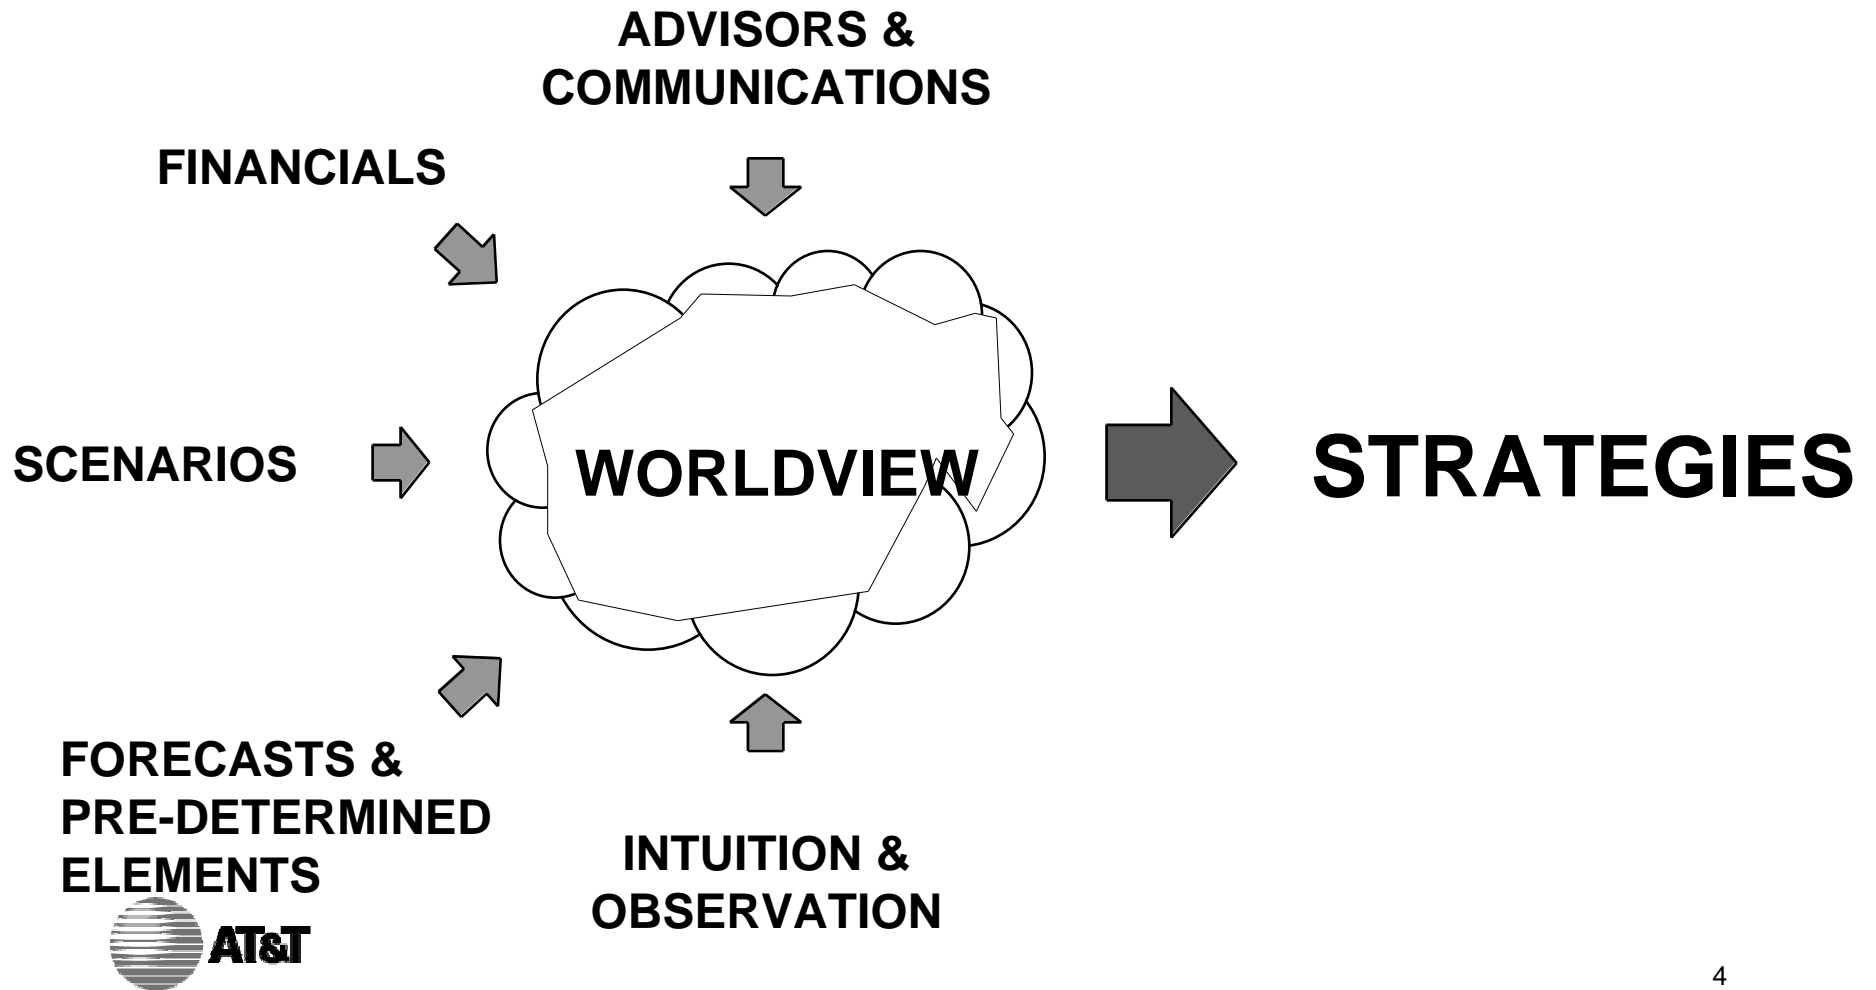 ADVISORS &
COMMUNICATIONS
FINANCIALS
SCENARIOS
WORLDVIEW
STRATEGIES
FORECASTS &
PRE-DETERMINED
ELEMENTS
INTUITION &
OBSERVATION
AT&T
4